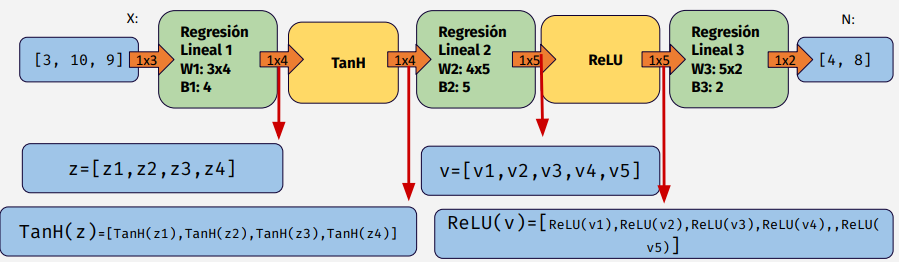 X:
N:
[3, 10, 9]
1x3
Regresión
Lineal 1
W1: 3x4
B1: 4
1x4
TanH
1x4
Regresión
Lineal 2
W2: 4x5
B2: 5
1x5
ReLU
1x5
Regresión
Lineal 3
W3: 5x2
B3: 2
1x2
[4, 8]
z=[z1,z2,z3,z4]
v=[v1,v2,v3,v4,v5]
TanH(z)=[TanH(z1),TanH(z2),TanH(z3),TanH(z4)]
ReLU(v)=[ReLU(v1),ReLU(v2),ReLU(v3),ReLU(v4),,ReLU(
v5)]